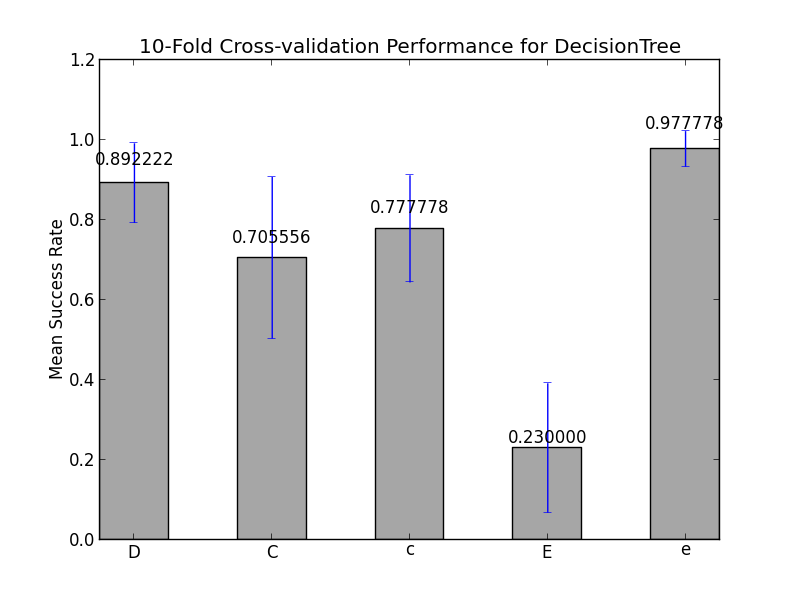 10-Fold Cross-validation Performance for DecisionTree
1.2
1.0
0.8
0.6
0.4
0.2
0.0
Mean Success Rate
0.892222
0.705556
0.777778
0.230000
0.977778
D
C
c
E
e